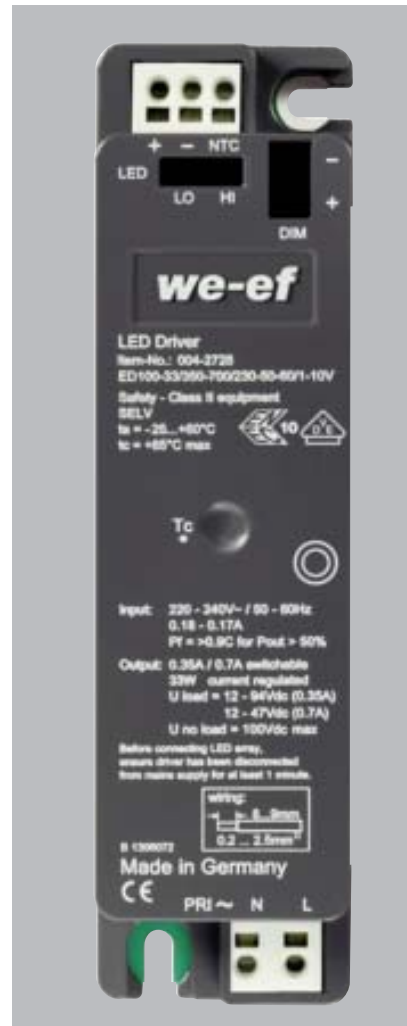 + − NTC
LED −
LO HI +
DIM
we-ef
LED Driver
Item-No.: 004-2728
ED100-33/350-700/230-50-60/1-10V
Safety - Class II equipment
SELV
ta = -25...+60°C
10
D V E
tc = +85°C max
Tc
Input: 220 - 240V~ / 50 - 60Hz
0.18 - 0.17A
Pf = >0.9C for Pout > 50%
Output: 0.35A / 0.7A switchable
33W current regulated
U load = 12 - 94Vdc (0.35A)
12 - 47Vdc (0.7A)
U no load = 100Vdc max
Before connecting LED array,
ensure driver has been disconnected
from mains supply for at least 1 minute.
wiring:
8...9mm
0.2 ... 2.5mm²
B 1306072
Made in Germany
CE
PRI ~ N L